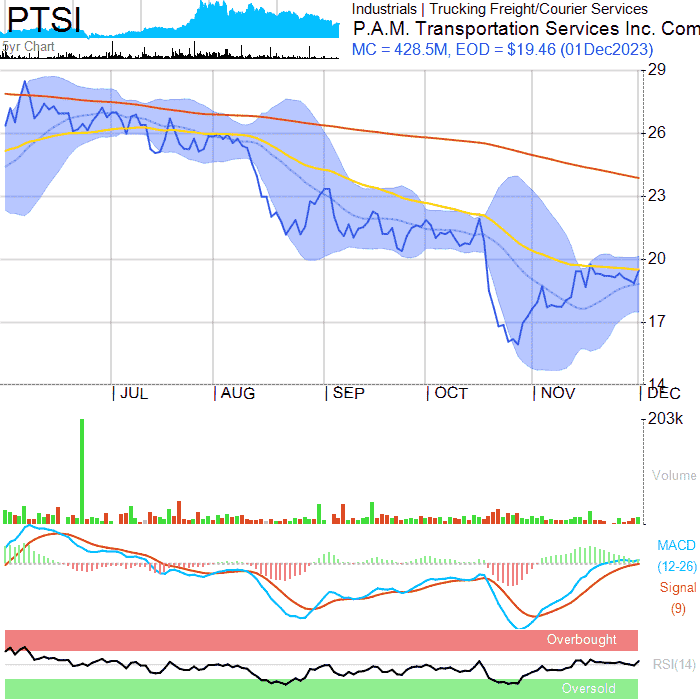 PTSI
Industrials | Trucking Freight/Courier Services
P.A.M. Transportation Services Inc. Com
MC = 428.5M, EOD = $19.46 (01Dec2023)
5yr Chart
29
26
23
20
17
14
JUL
AUG
SEP
OCT
NOV
DEC
203k
Volume
MACD
(12-26)
Signal
(9)
Overbought
RSI(14)
Oversold